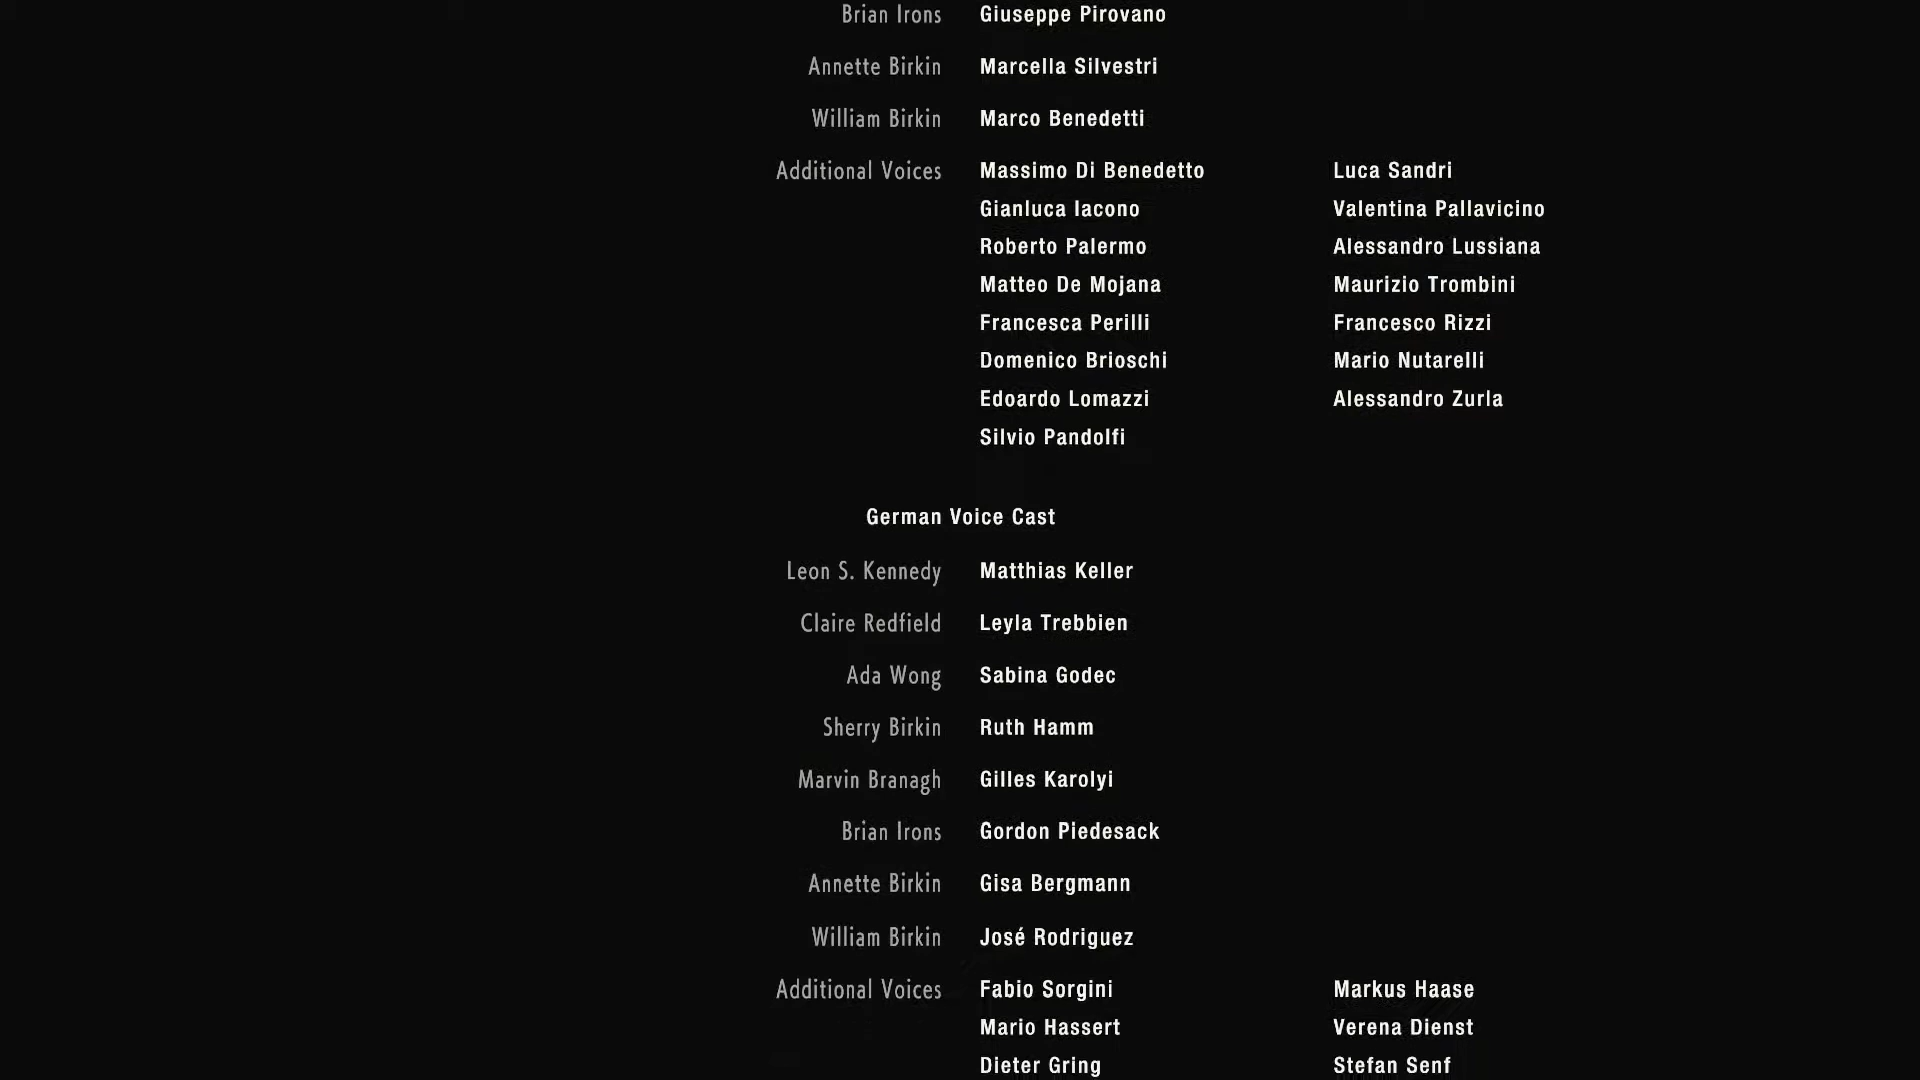 Brian Irons Giuseppe Pirovano
Annette Birkin Marcella Silvestri
William Birkin Marco Benedetti
Additional Voices Massimo Di Benedetto Luca Sandri
Gianluca Iacono Valentina Pallavicino
Roberto Palermo Alessandro Lussiana
Matteo De Mojana Maurizio Trombini
Francesca Perilli Francesco Rizzi
Domenico Brioschi Mario Nutarelli
Edoardo Lomazzi Alessandro Zurla
Silvio Pandolfi
German Voice Cast
Leon S. Kennedy Matthias Keller
Claire Redfield Leyla Trebbien
Ada Wong Sabina Godec
Sherry Birkin Ruth Hamm
Marvin Branagh Gilles Karolyi
Brian Irons Gordon Piedesack
Annette Birkin Gisa Bergmann
William Birkin José Rodriguez
Additional Voices Fabio Sorgini Markus Haase
Mario Hassert Verena Dienst
Dieter Gring Stefan Senf